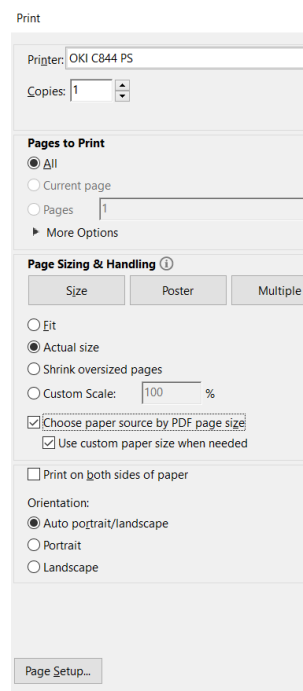 Print
Printer: OKI C844 PS
Copies: 1
Pages to Print
All
Current page
Pages 1
More Options
Page Sizing & Handling
Size Poster Multiple
Fit
Actual size
Shrink oversized pages
Custom Scale: 100 %
Choose paper source by PDF page size
Use custom paper size when needed
Print on both sides of paper
Orientation:
Auto portrait/landscape
Portrait
Landscape
Page Setup...